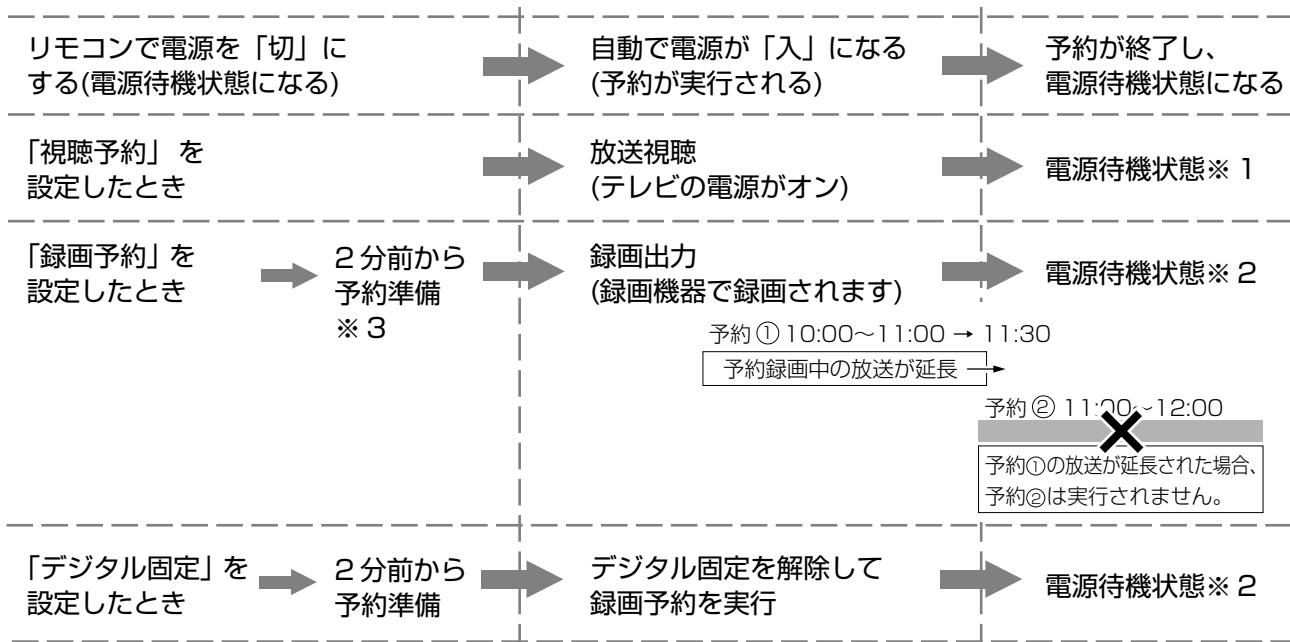 リモコンで電源を「切」に
する(電源待機状態になる)
自動で電源が「入」になる
(予約が実行される)
予約が終了し、
電源待機状態になる
「視聴予約」 を
設定したとき
放送視聴
(テレビの電源がオン)
電源待機状態※ 1
「録画予約」を
設定したとき
2分前から
予約準備
※ 3
録画出力
(録画機器で録画されます)
電源待機状態※ 2
予約 ① 10:00〜11:00 → 11:30
予約録画中の放送が延長 →
予約 ② 11:00〜12:00
予約①の放送が延長された場合、
予約②は実行されません。
「デジタル固定」を
設定したとき
2分前から
予約準備
デジタル固定を解除して
録画予約を実行
電源待機状態※ 2